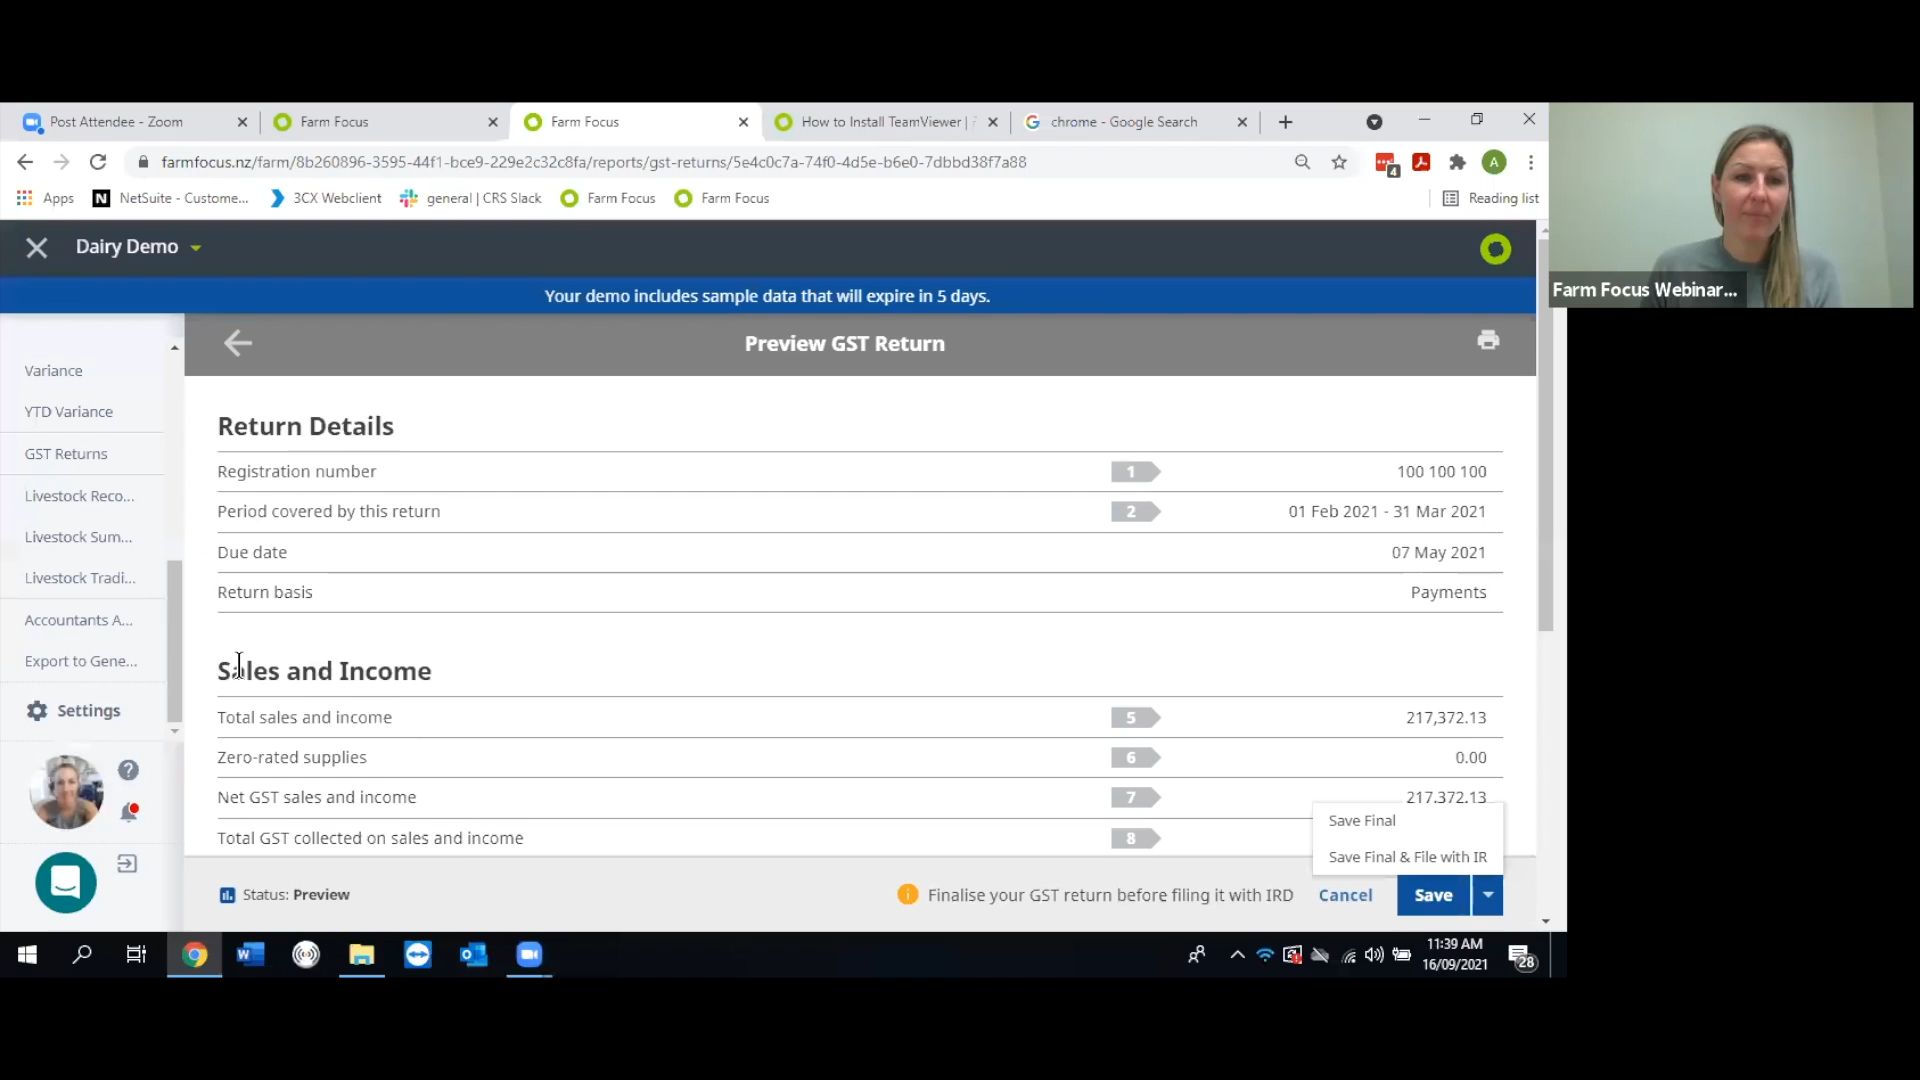 Post Attendee - Zoom
Farm Focus
Farm Focus
How to Install TeamViewer |
chrome - Google Search
farmfocus.nz/farm/8b260896-3595-44f1-bce9-229e2c32c8fa/reports/gst-returns/5e4c0c7a-74f0-4d5e-b6e0-7dbbd38f7a88
4
A
Apps
NetSuite - Custome...
3CX Webclient
general | CRS Slack
Farm Focus
Farm Focus
Reading list
Dairy Demo
Farm Focus Webinar...
Your demo includes sample data that will expire in 5 days.
Preview GST Return
Variance
YTD Variance
GST Returns
Livestock Reco...
Livestock Sum...
Livestock Tradi...
Accountants A...
Export to Gene...
Settings
Return Details
Registration number 1 100 100 100
Period covered by this return 2 01 Feb 2021 - 31 Mar 2021
Due date 07 May 2021
Return basis Payments
Sales and Income
Total sales and income 5 217,372.13
Zero-rated supplies 6 0.00
Net GST sales and income 7 217,372.13
Total GST collected on sales and income 8
Save Final
Save Final & File with IR
Status: Preview
Finalise your GST return before filing it with IRD
Cancel
Save
11:39 AM
16/09/2021
28